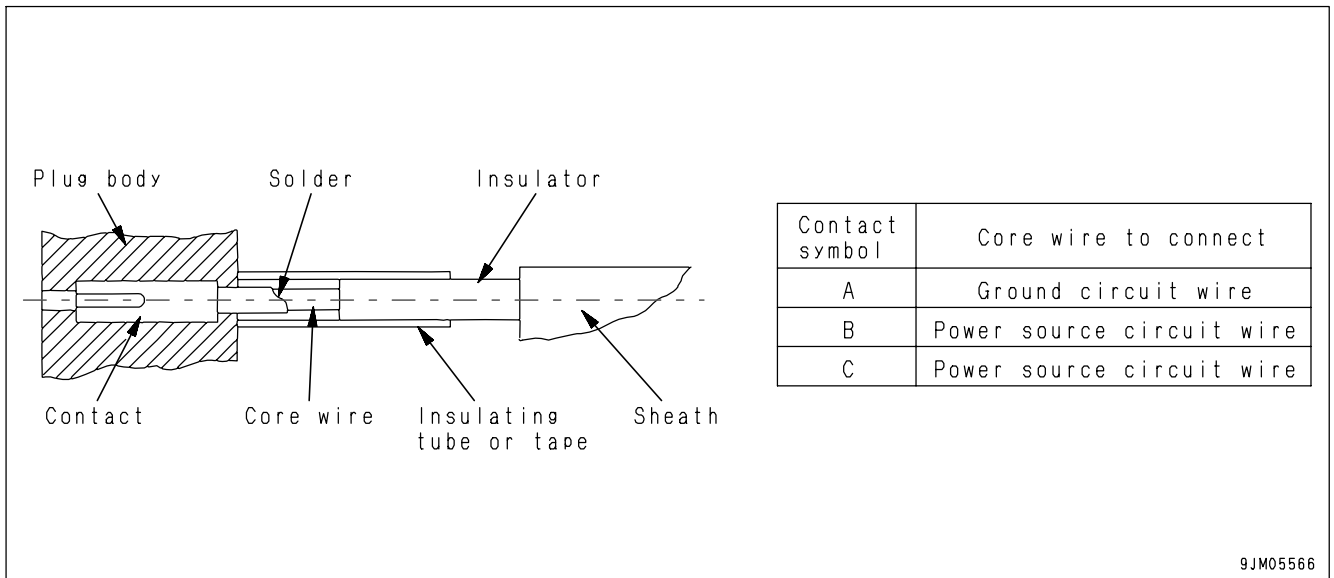 Plug body
Solder
Insulator
Contact
Core wire
Insulating
tube or tape
Sheath
Contact
symbol
Core wire to connect
A
Ground circuit wire
B
Power source circuit wire
C
Power source circuit wire
9JM05566